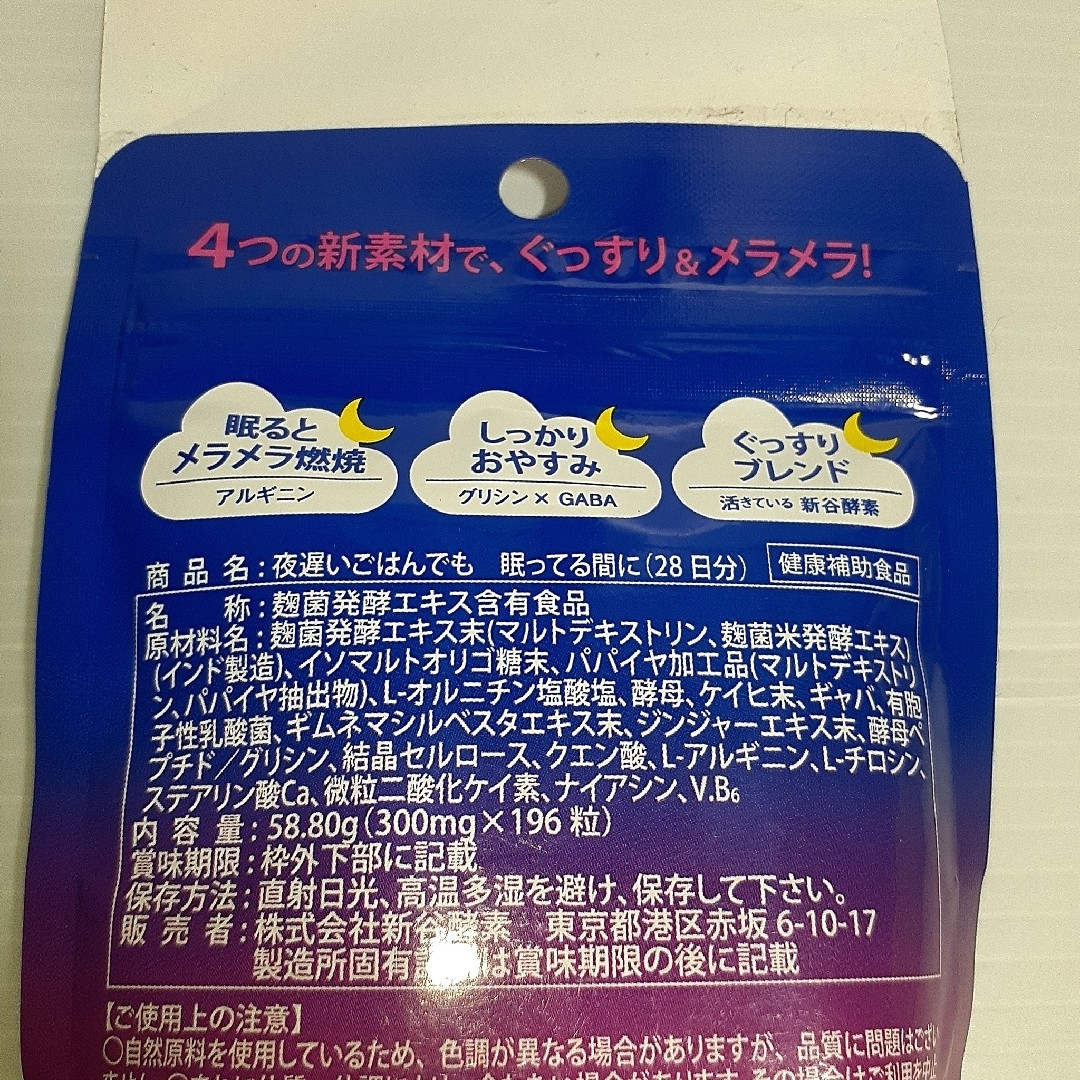 4つの新素材で、ぐっすり&メラメラ!
眠ると
メラメラ燃焼
アルギニン
しっかり
おやすみ
グリシン×GABA
ぐっすり
ブレンド
活きている 新谷酵素
商品名:夜遅いごはんでも 眠ってる間に(28日分) 健康補助食品
名称:麹菌発酵エキス含有食品
原材料名:麹菌発酵エキス末(マルトデキストリン、麹菌米発酵エキス)
(インド製造)、イソマルトオリゴ糖末、パパイヤ加工品(マルトデキストリ
ン、パパイヤ抽出物)、L-オルニチン塩酸塩、酵母、ケイヒ末、ギャバ、有胞
子性乳酸菌、ギムネマシルベスタエキス末、ジンジャーエキス末、酵母ペ
プチド/グリシン、結晶セルロース、クエン酸、L-アルギニン、L-チロシン、
ステアリン酸Ca、微粒二酸化ケイ素、ナイアシン、V.B₆
内容量:58.80g(300mg×196粒)
賞味期限:枠外下部に記載
保存方法:直射日光、高温多湿を避け、保存して下さい。
販売者:株式会社新谷酵素 東京都港区赤坂6-10-17
製造所固有 は賞味期限の後に記載
【ご使用上の注意】
○自然原料を使用しているため、色調が異なる場合がありますが、品質に問題はござい